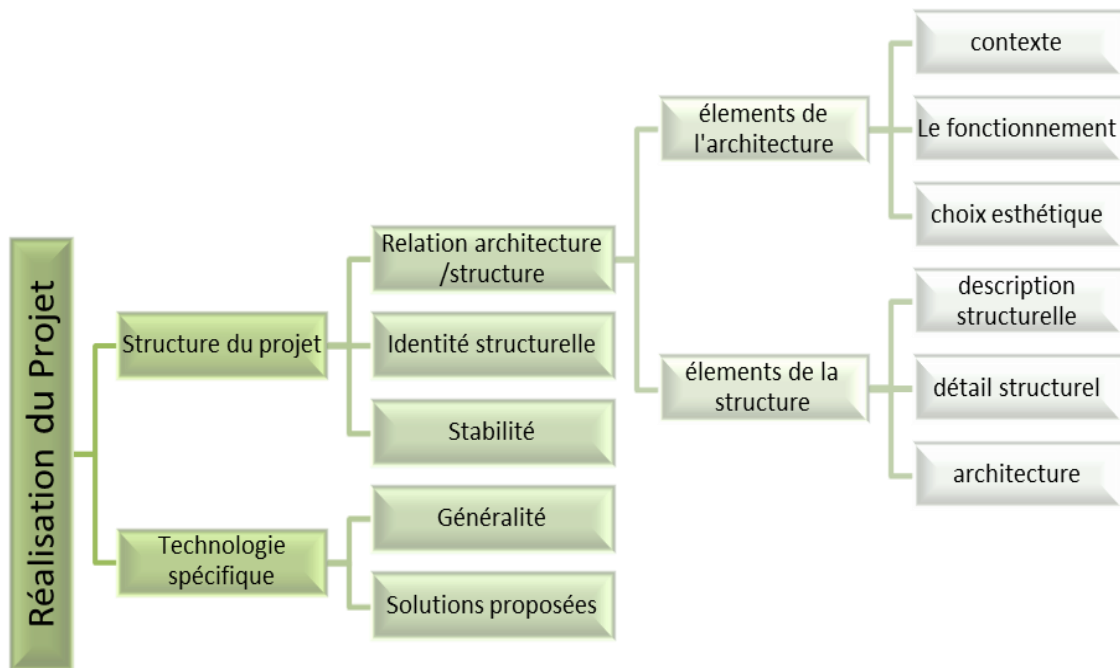 Réalisation du Projet
Structure du projet
Relation architecture
/structure
élements de
l'architecture
contexte
Le fonctionnement
choix esthétique
élements de la
structure
description
structurelle
détail structurel
architecture
Identité structurelle
Stabilité
Technologie
spécifique
Généralité
Solutions proposées